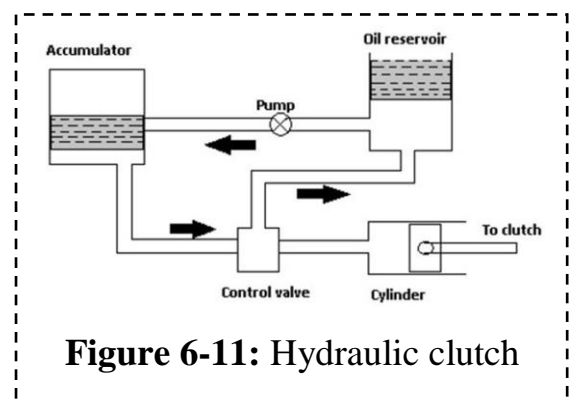 Oil reservoir
Accumulator
Pump
To clutch
Control valve
Cylinder
Figure 6-11: Hydraulic clutch